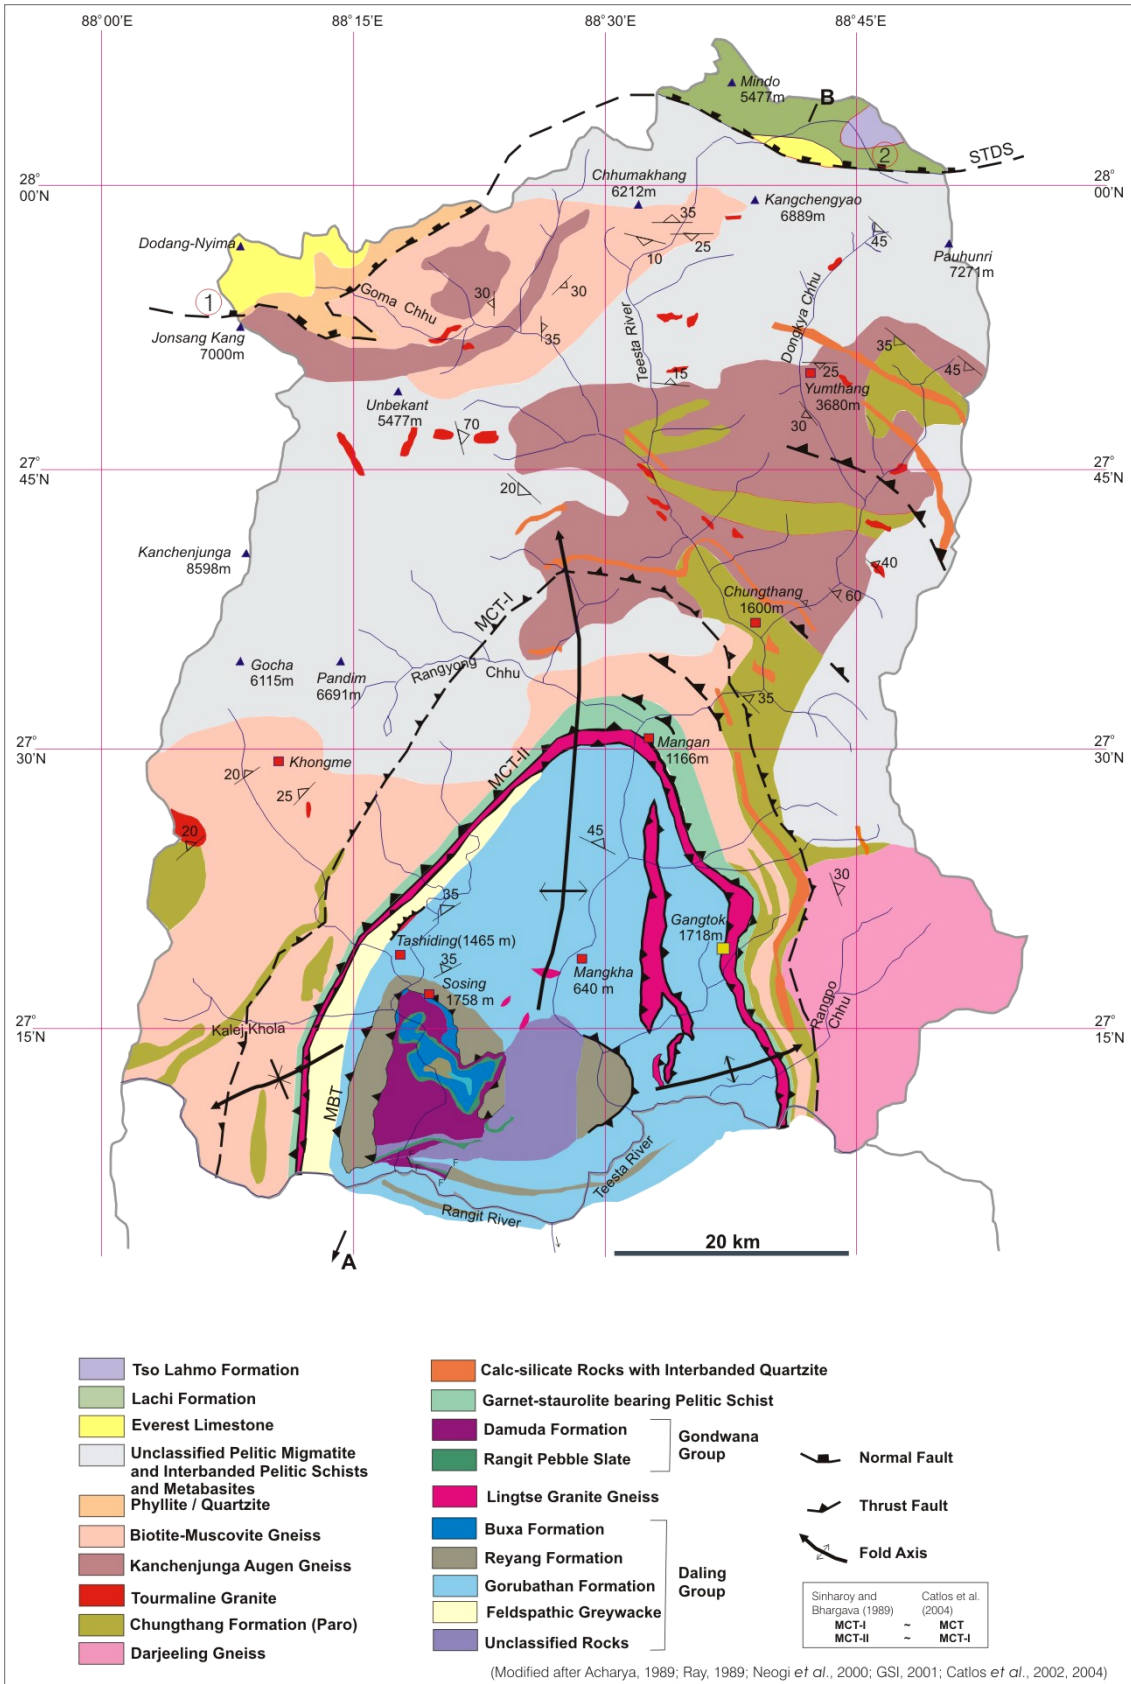 88°00'E
88°15'E
88°30'E
88°45'E
Mindo
5477m
B
2
STDS
28°
00'N
28°
00'N
Chhumakhang
6212m
Kangchengyao
6889m
35
25
10
45
Dodang-Nyima
Pauhunri
7271m
1
Goma Chhu
30
30
35
Jonsang Kang
7000m
Teesta River
Dongkya Chhu
35
45
15
25
Yumthang
3680m
30
Unbekant
5477m
70
27°
45'N
27°
45'N
20
Kanchenjunga
8598m
40
Chungthang
1600m
60
MCT-I
Gocha
6115m
Pandim
6691m
Rangyong Chhu
35
27°
30'N
27°
30'N
Mangan
1166m
MCT-II
Khongme
20
25
20
45
30
35
Gangtok
1718m
Tashiding(1465 m)
35
Sosing
1758 m
Mangkha
640 m
Rangpo
Chhu
27°
15'N
27°
15'N
Kalej Khola
MBT
F
F
F
Teesta River
Rangit River
A
20 km
Tso Lahmo Formation
Lachi Formation
Everest Limestone
Unclassified Pelitic Migmatite
and Interbanded Pelitic Schists
and Metabasites
Phyllite / Quartzite
Biotite-Muscovite Gneiss
Kanchenjunga Augen Gneiss
Tourmaline Granite
Chungthang Formation (Paro)
Darjeeling Gneiss
Calc-silicate Rocks with Interbanded Quartzite
Garnet-staurolite bearing Pelitic Schist
Damuda Formation
Rangit Pebble Slate
Gondwana
Group
Lingtse Granite Gneiss
Buxa Formation
Reyang Formation
Gorubathan Formation
Feldspathic Greywacke
Unclassified Rocks
Daling
Group
Normal Fault
Thrust Fault
Fold Axis
Sinharoy and Catlos et al.
Bhargava (1989) (2004)
MCT-I ~ MCT
MCT-II ~ MCT-I
(Modified after Acharya, 1989; Ray, 1989; Neogi et al., 2000; GSI, 2001; Catlos et al., 2002, 2004)